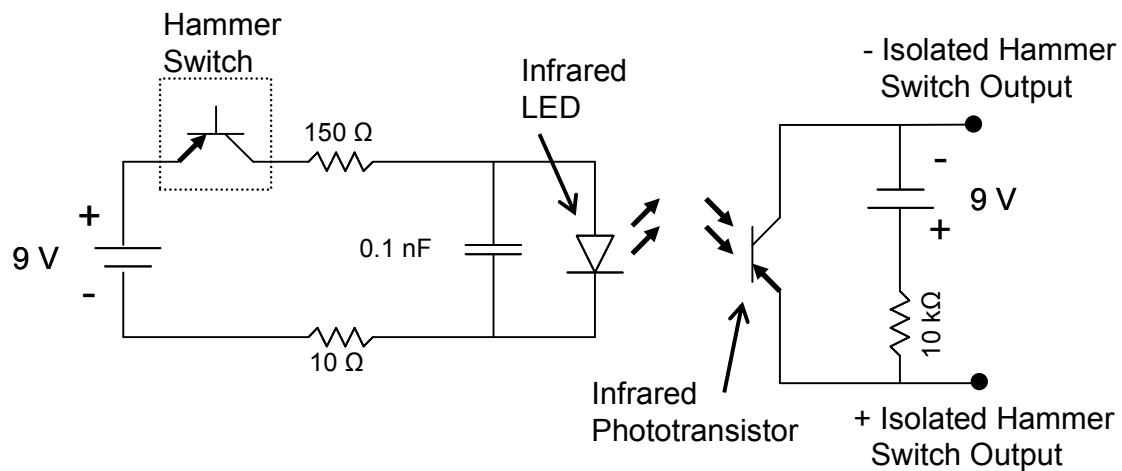 Hammer
Switch
150 Ω
+
9 V
-
10 Ω
0.1 nF
Infrared
LED
Infrared
Phototransistor
- Isolated Hammer
Switch Output
-
9 V
+
10 kΩ
+ Isolated Hammer
Switch Output